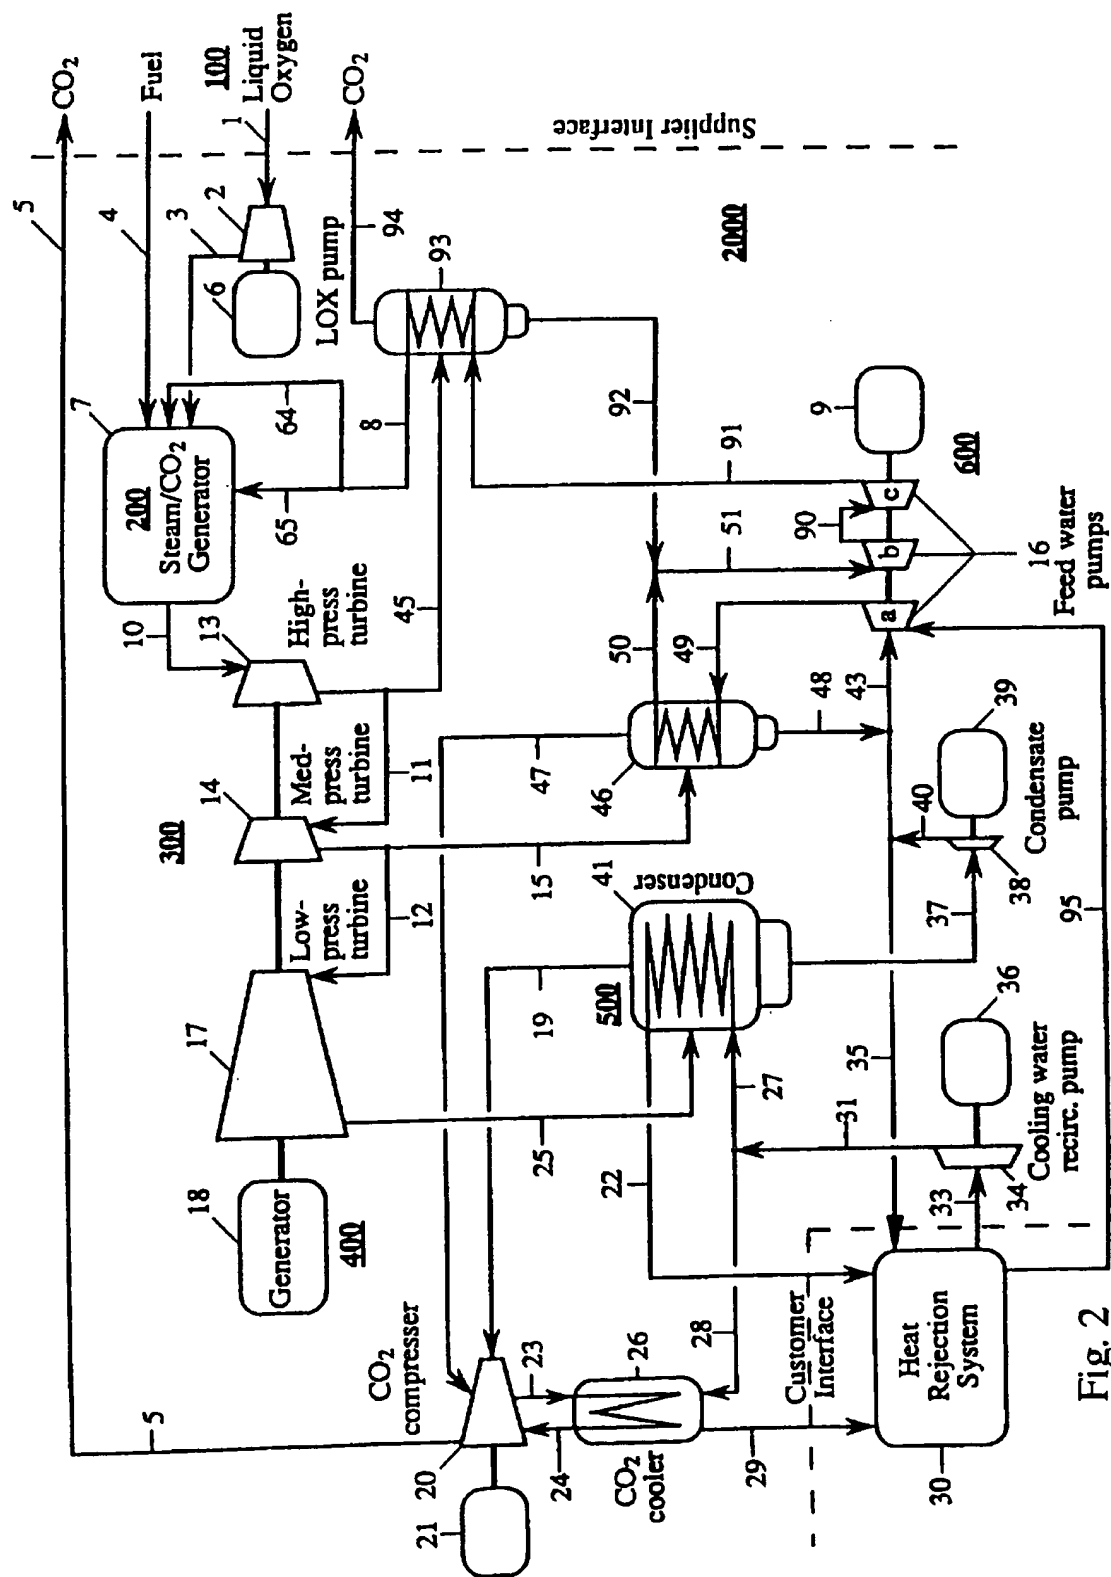 5
CO2
4
Fuel
100
Liquid
Oxygen
1
3
2
6
LOX pump
94
CO2
Supplier Interface
7
200
Steam/CO2
Generator
64
65
8
93
2000
10
13
High-
press turbine
45
92
91
9
600
90
51
c
b
a
16
Feed water
pumps
300
14
Med-
press
turbine
11
47
46
50
49
48
43
39
40
Condensate
pump
38
37
95
17
Low-
press
turbine
12
15
41
Condenser
500
19
18
Generator
400
25
22
27
35
31
36
Cooling water
recirc. pump
34
33
5
CO2
compresser
20
21
23
24
26
28
CO2
cooler
29
Customer
Interface
Heat
Rejection
System
30
Fig. 2